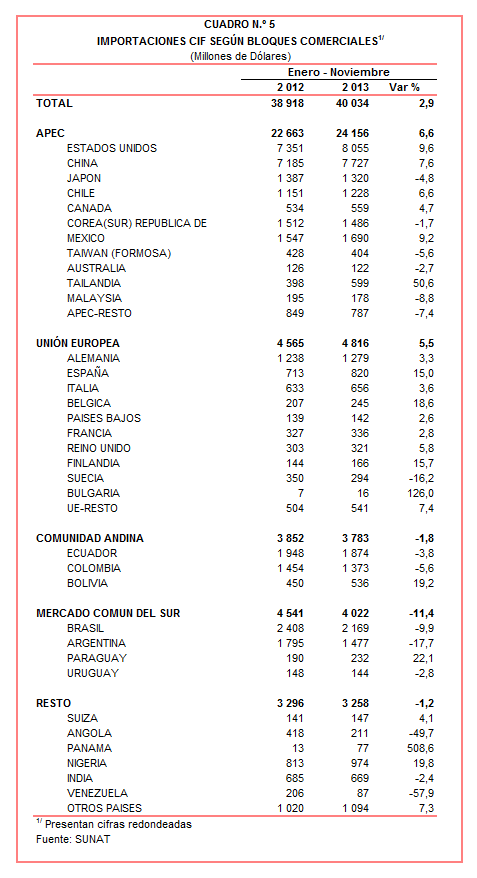 CUADRO N.º 5
IMPORTACIONES CIF SEGÚN BLOQUES COMERCIALES1/
(Millones de Dólares)
Enero - Noviembre
2 012 2 013 Var %
TOTAL 38 918 40 034 2,9
APEC 22 663 24 156 6,6
ESTADOS UNIDOS 7 351 8 055 9,6
CHINA 7 185 7 727 7,6
JAPON 1 387 1 320 -4,8
CHILE 1 151 1 228 6,6
CANADA 534 559 4,7
COREA(SUR) REPUBLICA DE 1 512 1 486 -1,7
MEXICO 1 547 1 690 9,2
TAIWAN (FORMOSA) 428 404 -5,6
AUSTRALIA 126 122 -2,7
TAILANDIA 398 599 50,6
MALAYSIA 195 178 -8,8
APEC-RESTO 849 787 -7,4
UNIÓN EUROPEA 4 565 4 816 5,5
ALEMANIA 1 238 1 279 3,3
ESPAÑA 713 820 15,0
ITALIA 633 656 3,6
BELGICA 207 245 18,6
PAISES BAJOS 139 142 2,6
FRANCIA 327 336 2,8
REINO UNIDO 303 321 5,8
FINLANDIA 144 166 15,7
SUECIA 350 294 -16,2
BULGARIA 7 16 126,0
UE-RESTO 504 541 7,4
COMUNIDAD ANDINA 3 852 3 783 -1,8
ECUADOR 1 948 1 874 -3,8
COLOMBIA 1 454 1 373 -5,6
BOLIVIA 450 536 19,2
MERCADO COMUN DEL SUR 4 541 4 022 -11,4
BRASIL 2 408 2 169 -9,9
ARGENTINA 1 795 1 477 -17,7
PARAGUAY 190 232 22,1
URUGUAY 148 144 -2,8
RESTO 3 296 3 258 -1,2
SUIZA 141 147 4,1
ANGOLA 418 211 -49,7
PANAMA 13 77 508,6
NIGERIA 813 974 19,8
INDIA 685 669 -2,4
VENEZUELA 206 87 -57,9
OTROS PAISES 1 020 1 094 7,3
1/ Presentan cifras redondeadas
Fuente: SUNAT